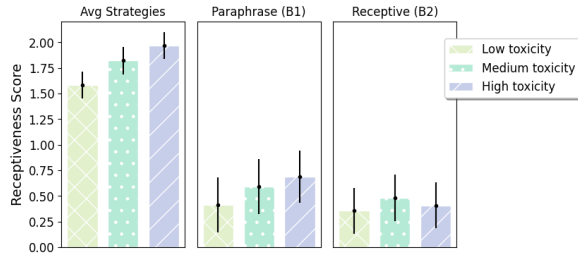 Avg Strategies
Paraphrase (B1)
Receptive (B2)
Receptiveness Score
2.00
1.75
1.50
1.25
1.00
0.75
0.50
0.25
0.00
Low toxicity
Medium toxicity
High toxicity